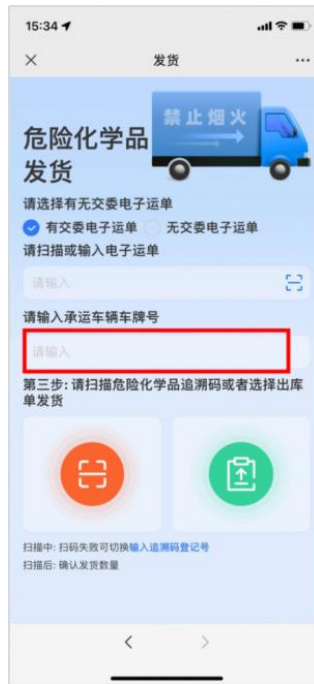 15:34
发货
禁止烟火
危险化学品
发货
请选择有无交委电子运单
有交委电子运单 无交委电子运单
请扫描或输入电子运单
请输入
请输入承运车辆车牌号
请输入
第三步: 请扫描危险化学品追溯码或者选择出库
单发货
扫描中: 扫码失败可切换输入追溯码登记号
扫描后: 确认发货数量